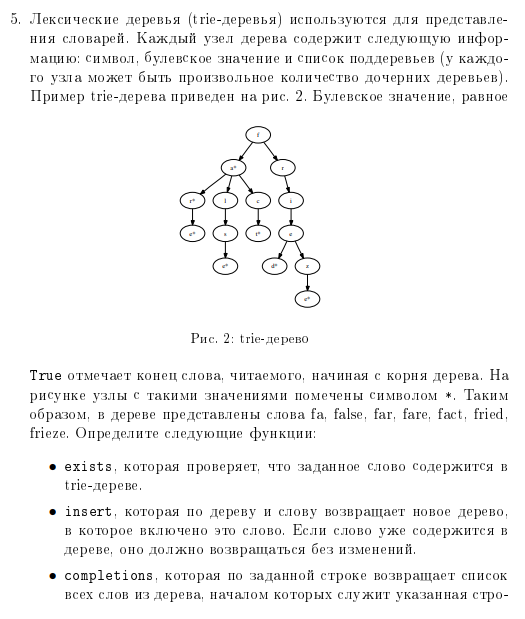 5. Лексические деревья (trie-деревья) используются для представле-
ния словарей. Каждый узел дерева содержит следующую инфор-
мацию: символ, булевское значение и список поддеревьев (у каждо-
го узла может быть произвольное количество дочерних деревьев).
Пример trie-дерева приведен на рис. 2. Булевское значение, равное
f
a*
r
r*
l
c
i
e*
s
t*
e
e*
d*
z
e*
Рис. 2: trie-дерево
True отмечает конец слова, читаемого, начиная с корня дерева. На
рисунке узлы с такими значениями помечены символом *. Таким
образом, в дереве представлены слова fa, false, far, fare, fact, fried,
frieze. Определите следующие функции:
• exists, которая проверяет, что заданное слово содержится в
trie-дереве.
• insert, которая по дереву и слову возвращает новое дерево,
в которое включено это слово. Если слово уже содержится в
дереве, оно должно возвращаться без изменений.
• completions, которая по заданной строке возвращает список
всех слов из дерева, началом которых служит указанная стро-